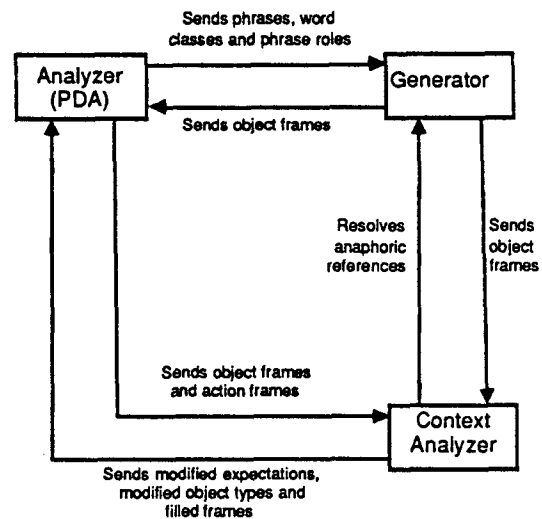 Sends phrases, word
classes and phrase roles
Analyzer
(PDA)
Generator
Sends object frames
Resolves
anaphoric
references
Sends
object
frames
Sends object frames
and action frames
Context
Analyzer
Sends modified expectations,
modified object types and
filled frames